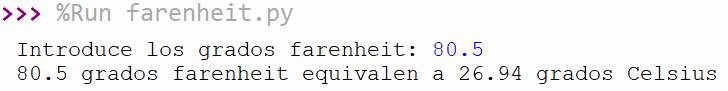 >>> %Run farenheit.py
Introduce los grados farenheit: 80.5
80.5 grados farenheit equivalen a 26.94 grados Celsius